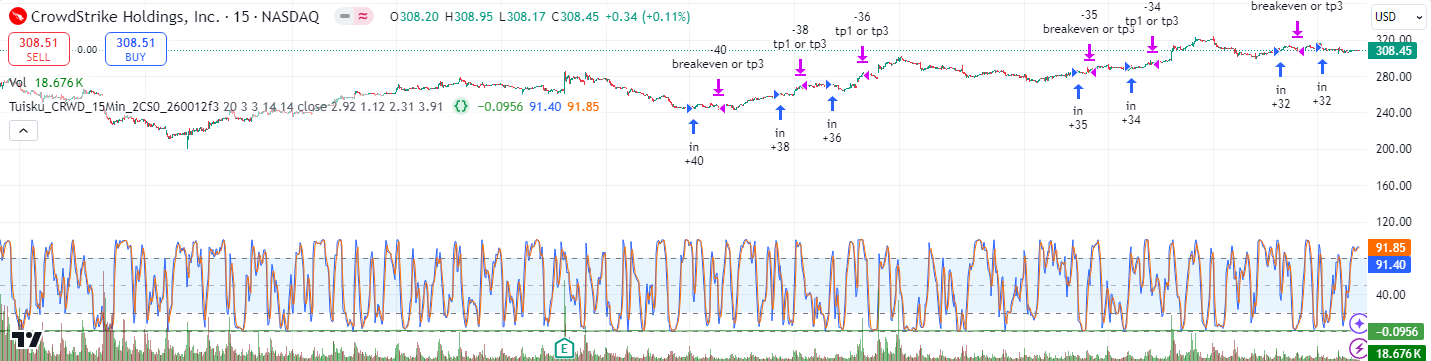 CrowdStrike Holdings, Inc. · 15 · NASDAQ
O308.20 H308.95 L308.17 C308.45 +0.34 (+0.11%)
USD
308.51
SELL
0.00
308.51
BUY
Vol 18.676 K
Tuisku_CRWD_15Min_2CS0_260012f3 20 3 3 14 14 close 2.92 1.12 2.31 3.91 −0.0956 91.40 91.85
-40
breakeven or tp3
-38
tp1 or tp3
-36
tp1 or tp3
-35
breakeven or tp3
-34
tp1 or tp3
breakeven or tp3
in
+40
in
+38
in
+36
in
+35
in
+34
in
+32
in
+32
320.00
308.45
280.00
240.00
200.00
160.00
120.00
91.85
91.40
40.00
−0.0956
18.676 K
E